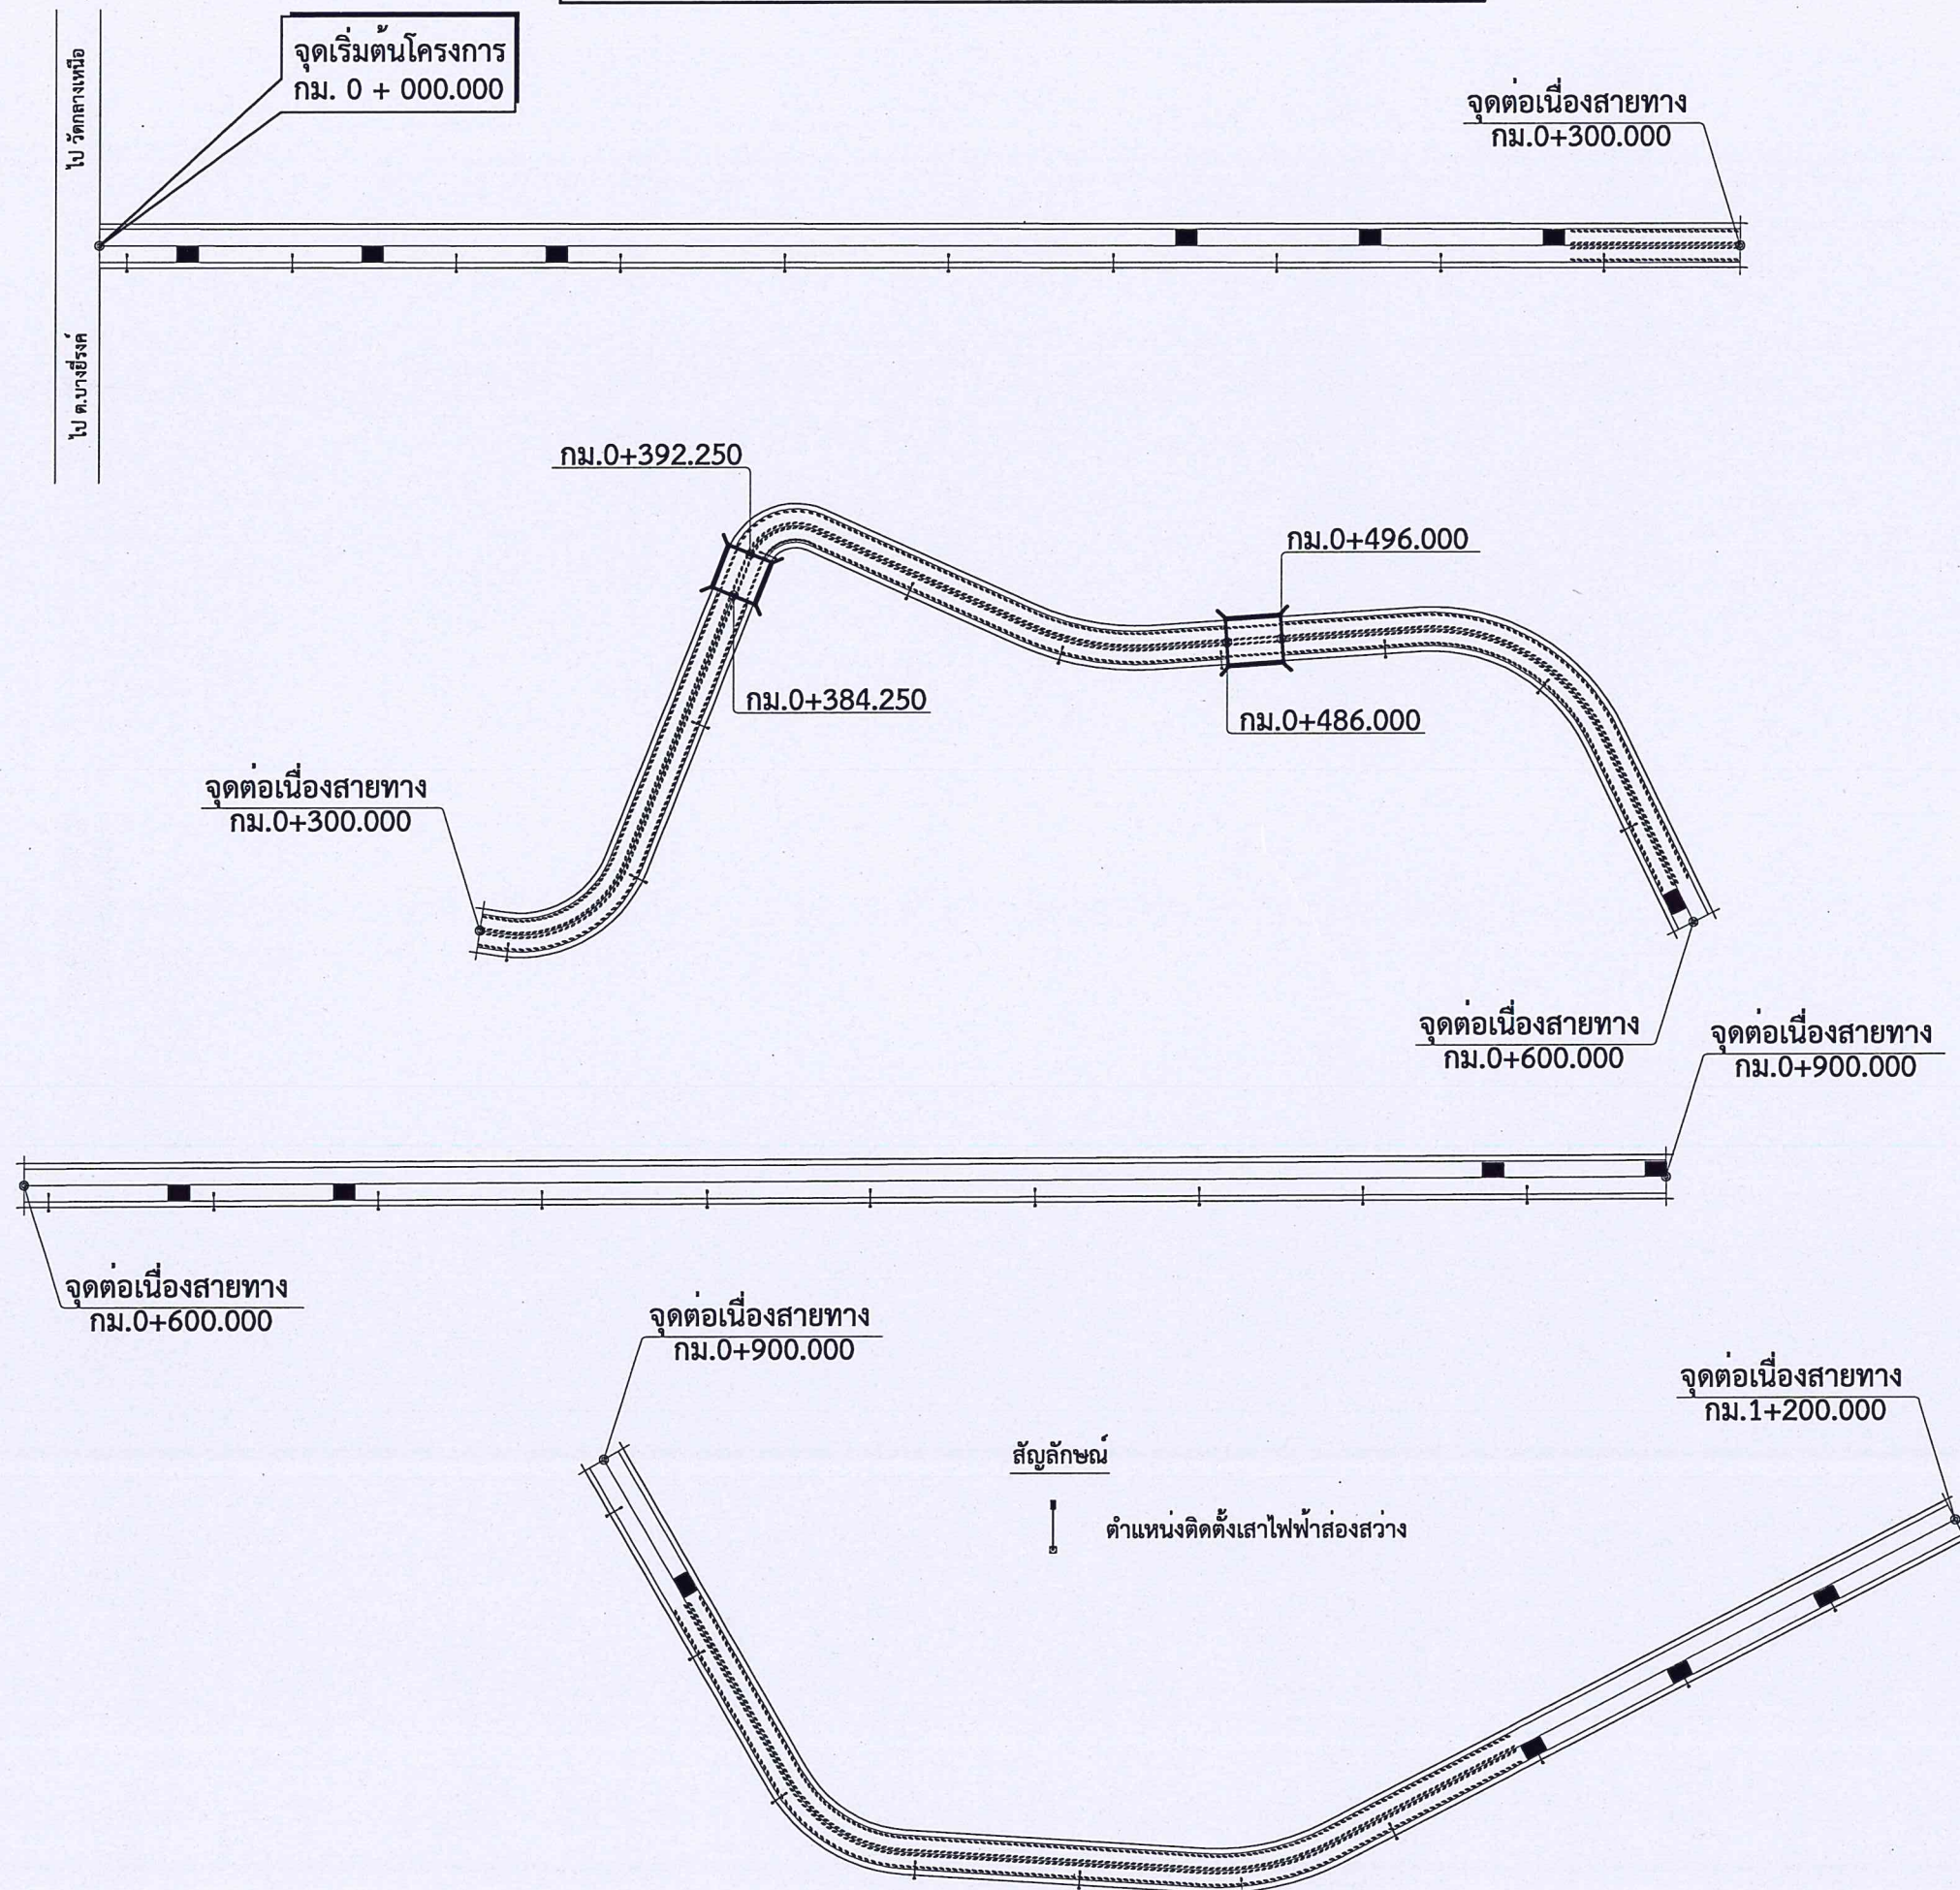 จุดเริ่มต้นโครงการ
กม. 0 + 000.000
ไป วัดกลางเหนือ
ไป ต.บางยี่รงค์
จุดต่อเนื่องสายทาง
กม.0+300.000
กม.0+392.250
กม.0+496.000
กม.0+384.250
กม.0+486.000
จุดต่อเนื่องสายทาง
กม.0+300.000
จุดต่อเนื่องสายทาง
กม.0+600.000
จุดต่อเนื่องสายทาง
กม.0+900.000
จุดต่อเนื่องสายทาง
กม.0+600.000
จุดต่อเนื่องสายทาง
กม.0+900.000
จุดต่อเนื่องสายทาง
กม.1+200.000
สัญลักษณ์
ตำแหน่งติดตั้งเสาไฟฟ้าส่องสว่าง